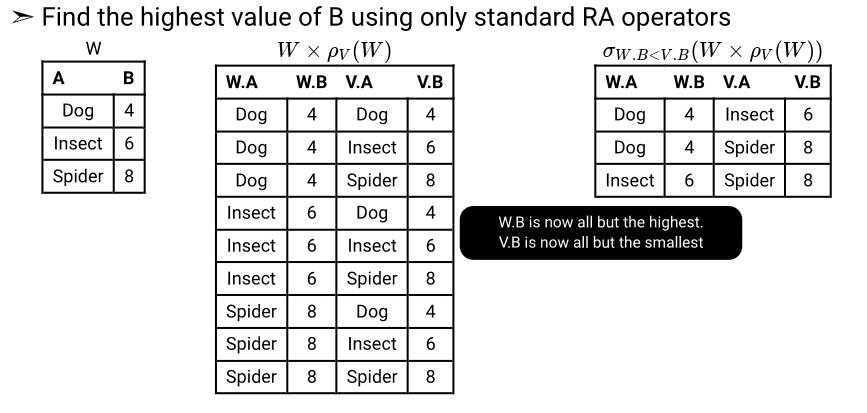 ➣ Find the highest value of B using only standard RA operators
W
A B
Dog 4
Insect 6
Spider 8
W × ρ_V(W)
W.A W.B V.A V.B
Dog 4 Dog 4
Dog 4 Insect 6
Dog 4 Spider 8
Insect 6 Dog 4
Insect 6 Insect 6
Insect 6 Spider 8
Spider 8 Dog 4
Spider 8 Insect 6
Spider 8 Spider 8
σ_{W.B<V.B}(W × ρ_V(W))
W.A W.B V.A V.B
Dog 4 Insect 6
Dog 4 Spider 8
Insect 6 Spider 8
W.B is now all but the highest.
V.B is now all but the smallest